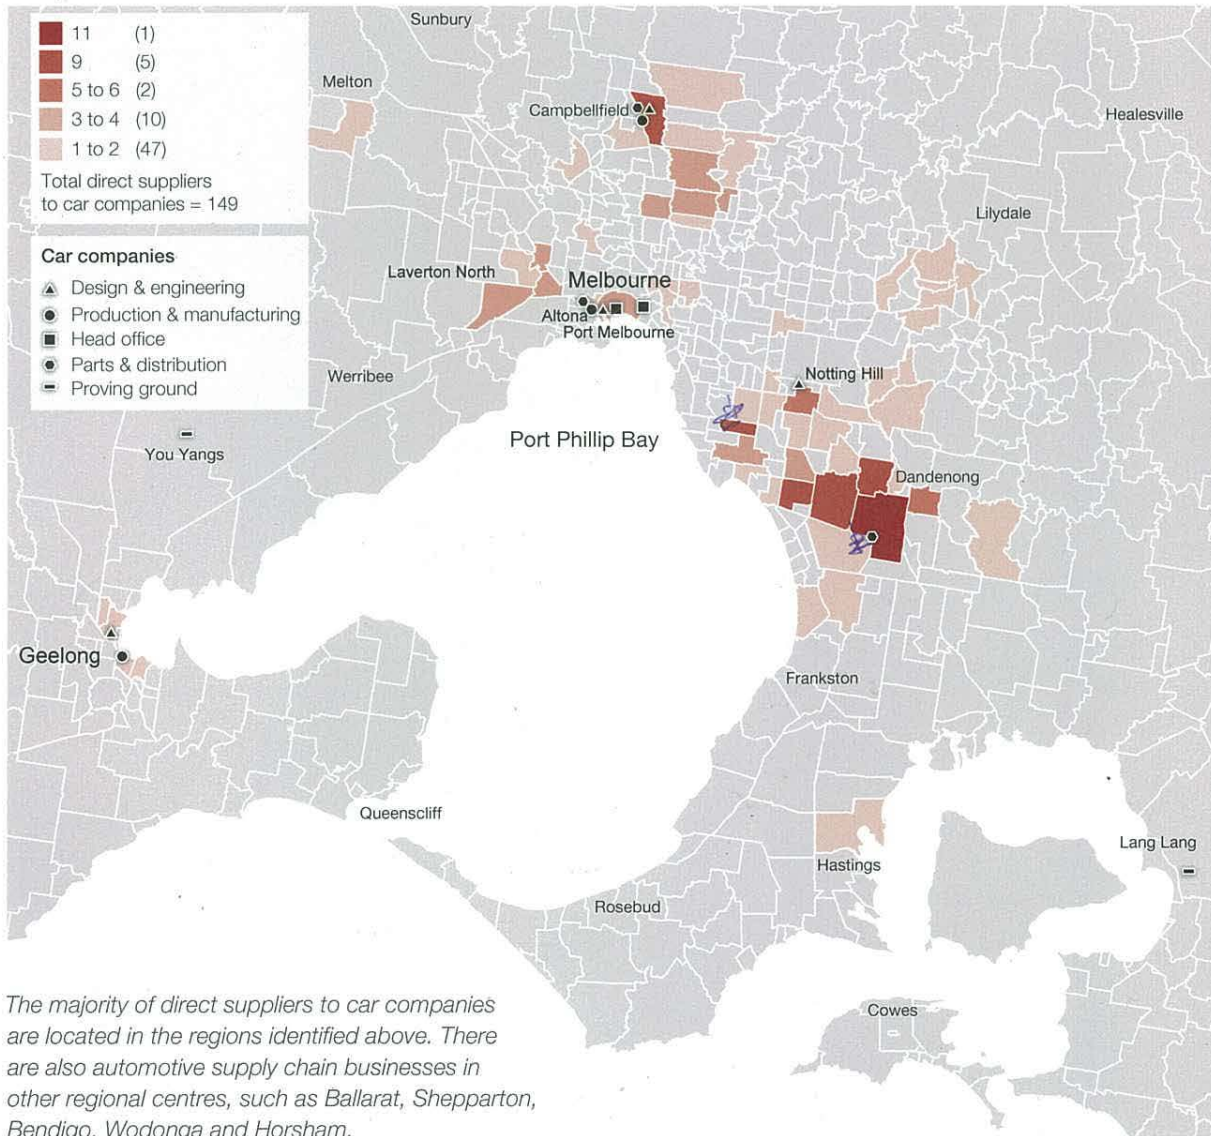 Sunbury
11 (1)
9 (5)
5 to 6 (2)
3 to 4 (10)
1 to 2 (47)
Total direct suppliers
to car companies = 149
Melton
Campbellfield
Healesville
Lilydale
Car companies
Design & engineering
Production & manufacturing
Head office
Parts & distribution
Proving ground
Laverton North
Melbourne
Altona
Port Melbourne
Werribee
Notting Hill
You Yangs
Port Phillip Bay
Dandenong
Geelong
Frankston
Queenscliff
Lang Lang
Hastings
Rosebud
Cowes
The majority of direct suppliers to car companies
are located in the regions identified above. There
are also automotive supply chain businesses in
other regional centres, such as Ballarat, Shepparton,
Bendigo, Wodonga and Horsham.